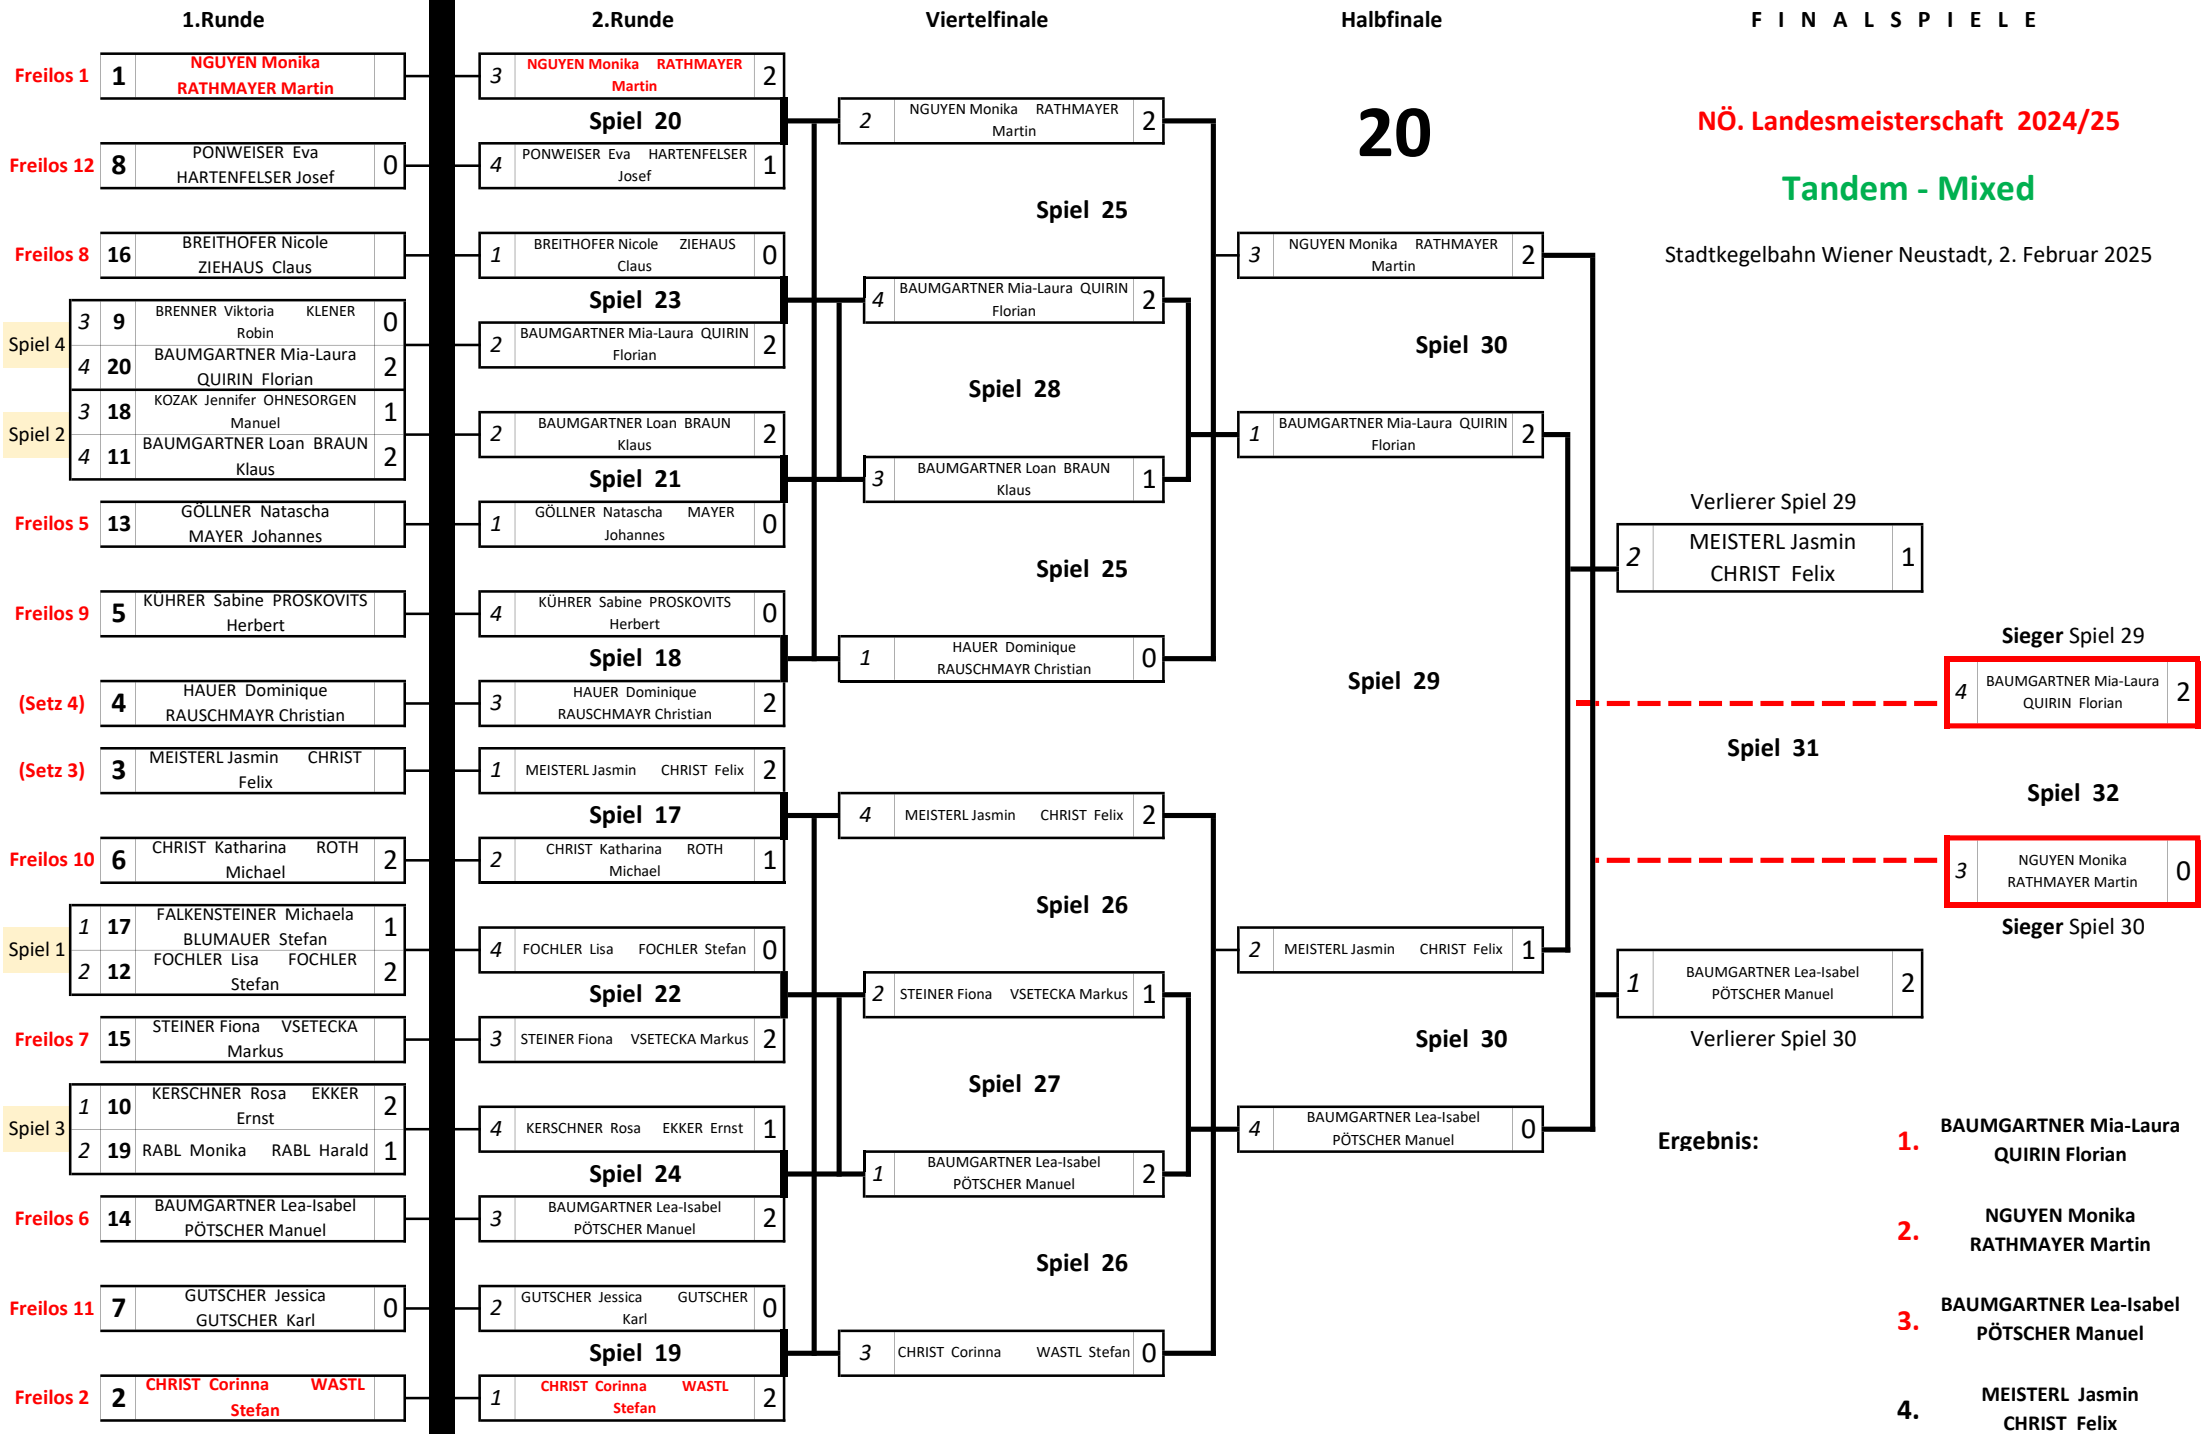 1.Runde
2.Runde
Viertelfinale
Halbfinale
F I N A L S P I E L E
Freilos 1
1
NGUYEN Monika
RATHMAYER Martin
Freilos 12
8
PONWEISER Eva
HARTENFELSER Josef
0
Freilos 8
16
BREITHOFER Nicole
ZIEHAUS Claus
Spiel 4
3 9 BRENNER Viktoria KLENER
Robin
0
4 20 BAUMGARTNER Mia-Laura
QUIRIN Florian
2
Spiel 2
3 18 KOZAK Jennifer OHNESORGEN
Manuel
1
4 11 BAUMGARTNER Loan BRAUN
Klaus
2
Freilos 5
13
GÖLLNER Natascha
MAYER Johannes
Freilos 9
5
KÜHRER Sabine PROSKOVITS
Herbert
(Setz 4)
4
HAUER Dominique
RAUSCHMAYR Christian
(Setz 3)
3
MEISTERL Jasmin CHRIST
Felix
Freilos 10
6
CHRIST Katharina ROTH
Michael
2
Spiel 1
1 17 FALKENSTEINER Michaela
BLUMAUER Stefan
1
2 12 FOCHLER Lisa FOCHLER
Stefan
2
Freilos 7
15
STEINER Fiona VSETECKA
Markus
Spiel 3
1 10 KERSCHNER Rosa EKKER
Ernst
2
2 19 RABL Monika RABL Harald 1
Freilos 6
14
BAUMGARTNER Lea-Isabel
PÖTSCHER Manuel
Freilos 11
7
GUTSCHER Jessica
GUTSCHER Karl
0
Freilos 2
2
CHRIST Corinna WASTL
Stefan
3
NGUYEN Monika RATHMAYER
Martin
2
Spiel 20
4
PONWEISER Eva HARTENFELSER
Josef
1
1
BREITHOFER Nicole ZIEHAUS
Claus
0
Spiel 23
2
BAUMGARTNER Mia-Laura QUIRIN
Florian
2
2
BAUMGARTNER Loan BRAUN
Klaus
2
Spiel 21
1
GÖLLNER Natascha MAYER
Johannes
0
4
KÜHRER Sabine PROSKOVITS
Herbert
0
Spiel 18
3
HAUER Dominique
RAUSCHMAYR Christian
2
1 MEISTERL Jasmin CHRIST Felix 2
Spiel 17
2
CHRIST Katharina ROTH
Michael
1
4 FOCHLER Lisa FOCHLER Stefan 0
Spiel 22
3 STEINER Fiona VSETECKA Markus 2
4 KERSCHNER Rosa EKKER Ernst 1
Spiel 24
3
BAUMGARTNER Lea-Isabel
PÖTSCHER Manuel
2
2
GUTSCHER Jessica GUTSCHER
Karl
0
Spiel 19
1
CHRIST Corinna WASTL
Stefan
2
2
NGUYEN Monika RATHMAYER
Martin
2
Spiel 25
4
BAUMGARTNER Mia-Laura QUIRIN
Florian
2
Spiel 28
3
BAUMGARTNER Loan BRAUN
Klaus
1
Spiel 25
1
HAUER Dominique
RAUSCHMAYR Christian
0
4 MEISTERL Jasmin CHRIST Felix 2
Spiel 26
2 STEINER Fiona VSETECKA Markus 1
Spiel 27
1
BAUMGARTNER Lea-Isabel
PÖTSCHER Manuel
2
Spiel 26
3 CHRIST Corinna WASTL Stefan 0
20
3
NGUYEN Monika RATHMAYER
Martin
2
Spiel 30
1
BAUMGARTNER Mia-Laura QUIRIN
Florian
2
Spiel 29
2 MEISTERL Jasmin CHRIST Felix 1
Spiel 30
4
BAUMGARTNER Lea-Isabel
PÖTSCHER Manuel
0
NÖ. Landesmeisterschaft 2024/25
Tandem - Mixed
Stadtkegelbahn Wiener Neustadt, 2. Februar 2025
Verlierer Spiel 29
2
MEISTERL Jasmin
CHRIST Felix
1
Sieger Spiel 29
4
BAUMGARTNER Mia-Laura
QUIRIN Florian
2
Spiel 31
Spiel 32
3
NGUYEN Monika
RATHMAYER Martin
0
Sieger Spiel 30
1
BAUMGARTNER Lea-Isabel
PÖTSCHER Manuel
2
Verlierer Spiel 30
Ergebnis:
1.
BAUMGARTNER Mia-Laura
QUIRIN Florian
2.
NGUYEN Monika
RATHMAYER Martin
3.
BAUMGARTNER Lea-Isabel
PÖTSCHER Manuel
4.
MEISTERL Jasmin
CHRIST Felix